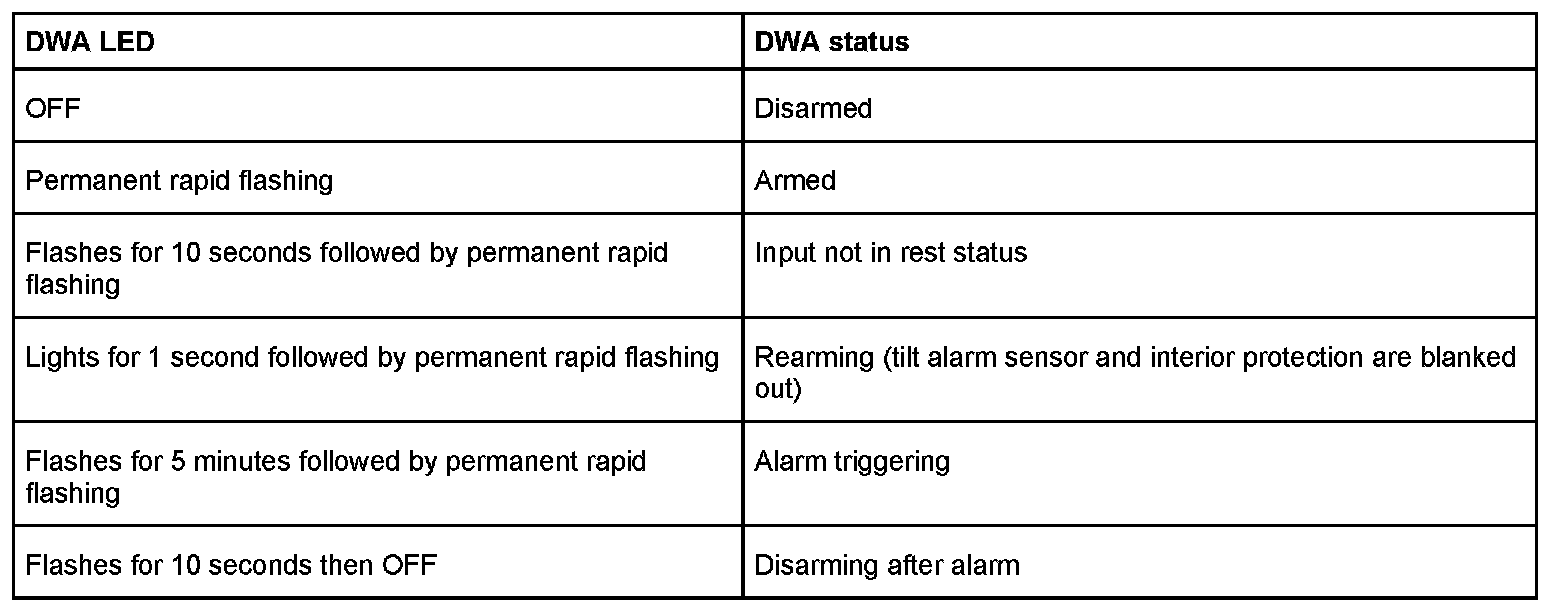 DWA LED
DWA status
OFF
Disarmed
Permanent rapid flashing
Armed
Flashes for 10 seconds followed by permanent rapid
flashing
Input not in rest status
Lights for 1 second followed by permanent rapid flashing
Rearming (tilt alarm sensor and interior protection are blanked
out)
Flashes for 5 minutes followed by permanent rapid
flashing
Alarm triggering
Flashes for 10 seconds then OFF
Disarming after alarm